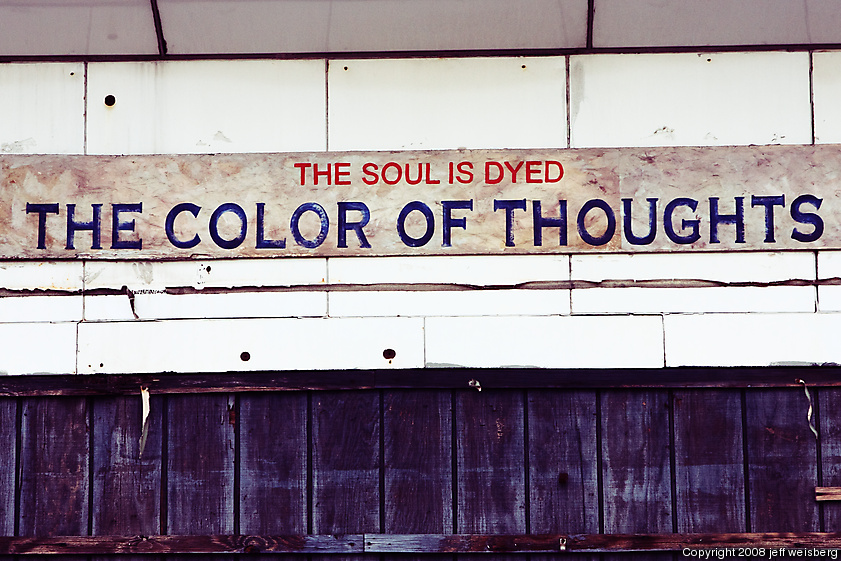 THE SOUL IS DYED
THE COLOR OF THOUGHTS
Copyright 2008 jeff weisberg